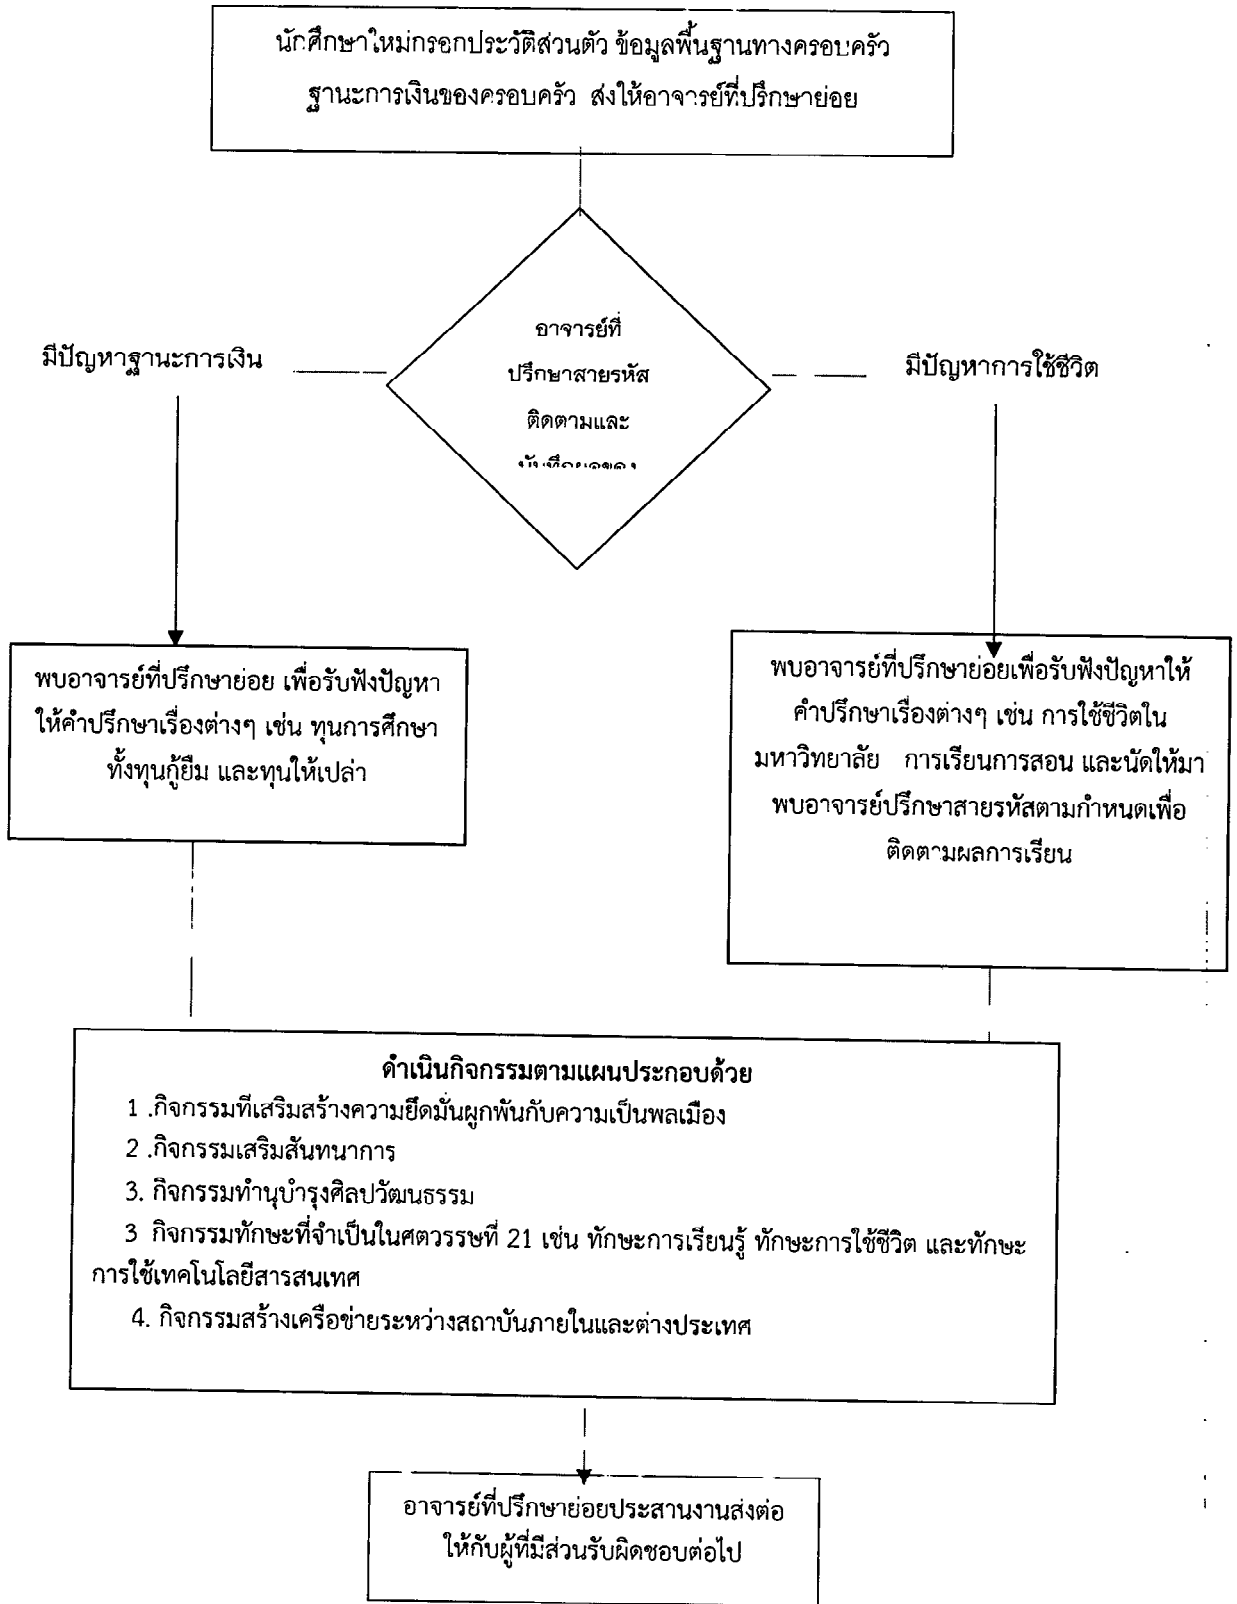 นักศึกษาใหม่กรอกประวัติส่วนตัว ข้อมูลพื้นฐานทางครอบครัว
ฐานะการเงินของครอบครัว ส่งให้อาจารย์ที่ปรึกษาย่อย
อาจารย์ที่
ปรึกษาสายรหัส
ติดตามและ
มีปัญหาฐานะการเงิน
มีปัญหาการใช้ชีวิต
พบอาจารย์ที่ปรึกษาย่อย เพื่อรับฟังปัญหา
ให้คำปรึกษาเรื่องต่างๆ เช่น ทุนการศึกษา
ทั้งทุนกู้ยืม และทุนให้เปล่า
พบอาจารย์ที่ปรึกษาย่อยเพื่อรับฟังปัญหาให้
คำปรึกษาเรื่องต่างๆ เช่น การใช้ชีวิตใน
มหาวิทยาลัย การเรียนการสอน และนัดให้มา
พบอาจารย์ปรึกษาสายรหัสตามกำหนดเพื่อ
ติดตามผลการเรียน
ดำเนินกิจกรรมตามแผนประกอบด้วย
1 .กิจกรรมที่เสริมสร้างความยึดมั่นผูกพันกับความเป็นพลเมือง
2 .กิจกรรมเสริมสันทนาการ
3. กิจกรรมทำนุบำรุงศิลปวัฒนธรรม
3 กิจกรรมทักษะที่จำเป็นในศตวรรษที่ 21 เช่น ทักษะการเรียนรู้ ทักษะการใช้ชีวิต และทักษะ
การใช้เทคโนโลยีสารสนเทศ
4. กิจกรรมสร้างเครือข่ายระหว่างสถาบันภายในและต่างประเทศ
อาจารย์ที่ปรึกษาย่อยประสานงานส่งต่อ
ให้กับผู้ที่มีส่วนรับผิดชอบต่อไป